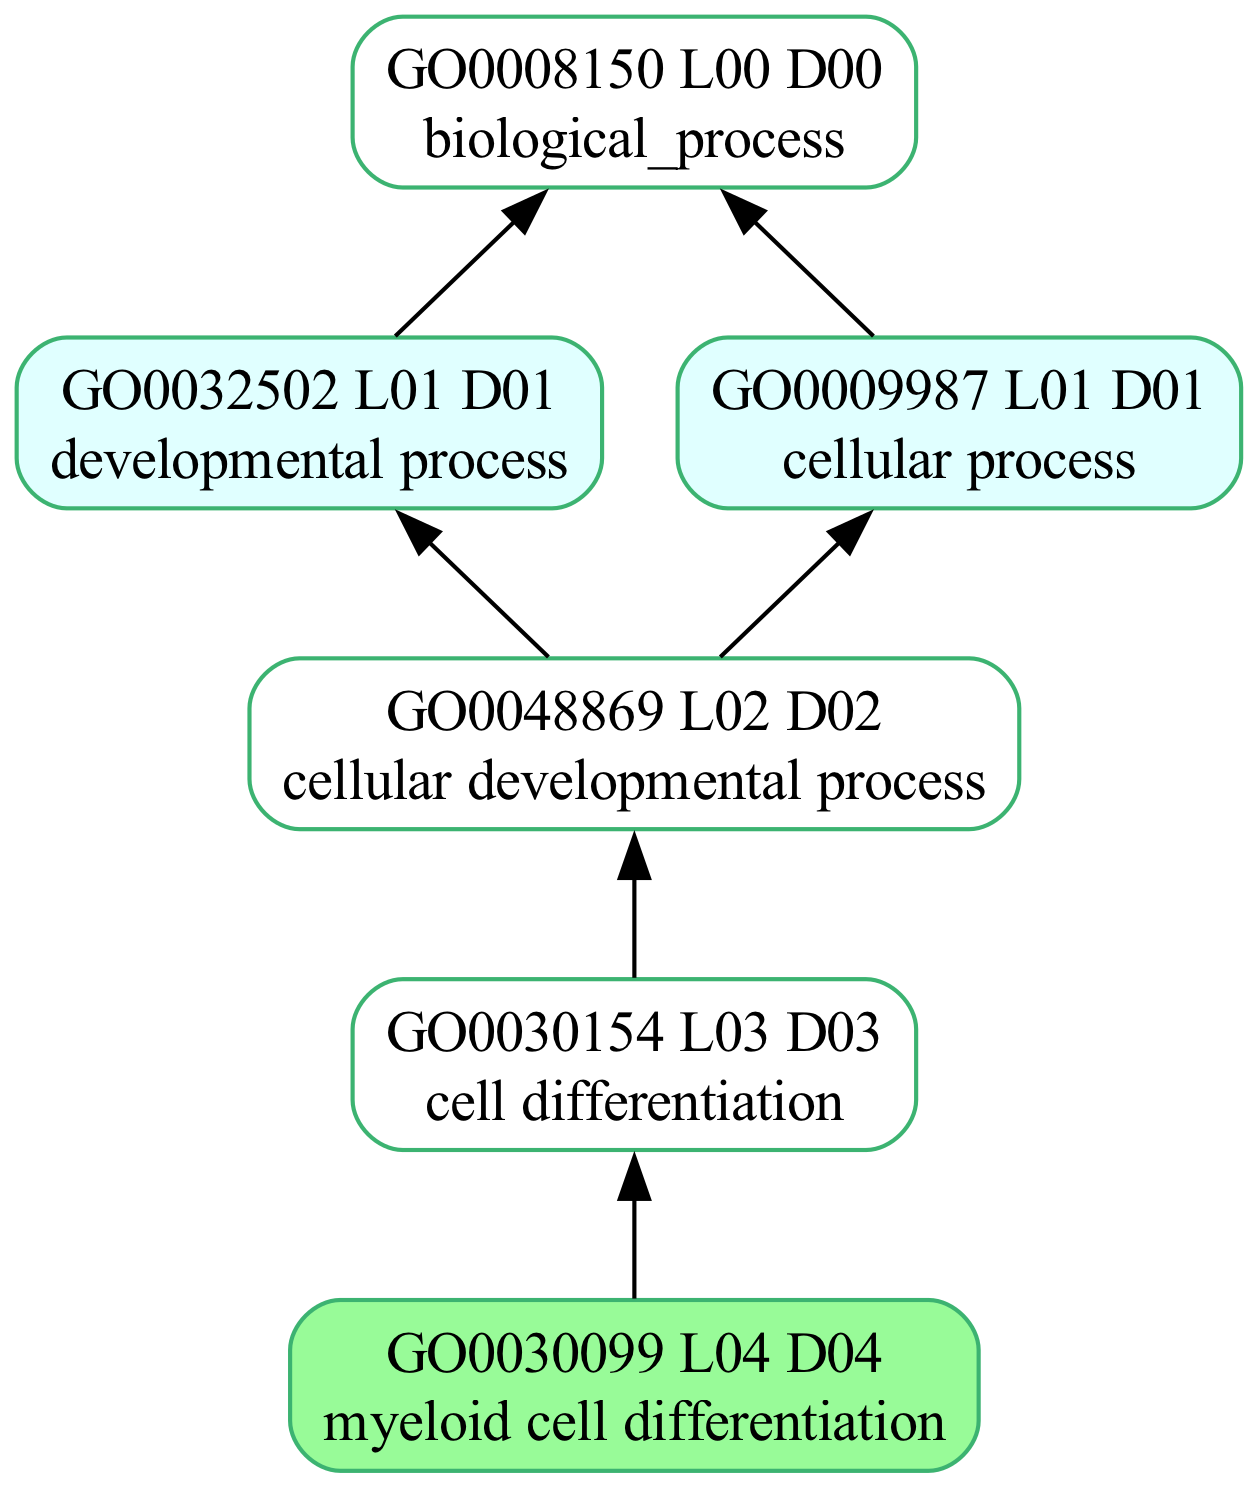 GO0008150 L00 D00
biological_process
GO0032502 L01 D01
developmental process
GO0009987 L01 D01
cellular process
GO0048869 L02 D02
cellular developmental process
GO0030154 L03 D03
cell differentiation
GO0030099 L04 D04
myeloid cell differentiation